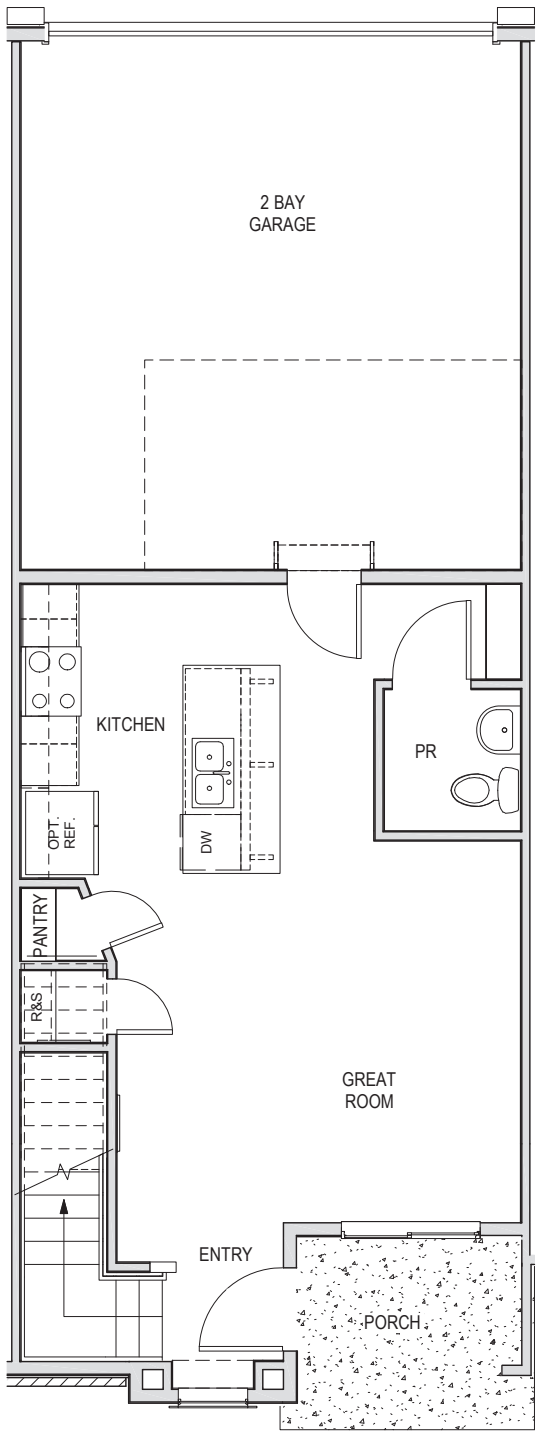 2 BAY
GARAGE
KITCHEN
PR
OPT.
REF.
DW
PANTRY
R&S
GREAT
ROOM
ENTRY
PORCH